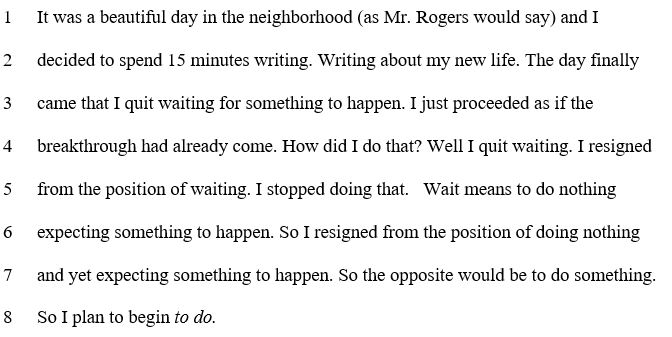 1 It was a beautiful day in the neighborhood (as Mr. Rogers would say) and I
2 decided to spend 15 minutes writing. Writing about my new life. The day finally
3 came that I quit waiting for something to happen. I just proceeded as if the
4 breakthrough had already come. How did I do that? Well I quit waiting. I resigned
5 from the position of waiting. I stopped doing that.   Wait means to do nothing
6 expecting something to happen. So I resigned from the position of doing nothing
7 and yet expecting something to happen. So the opposite would be to do something.
8 So I plan to begin to do.